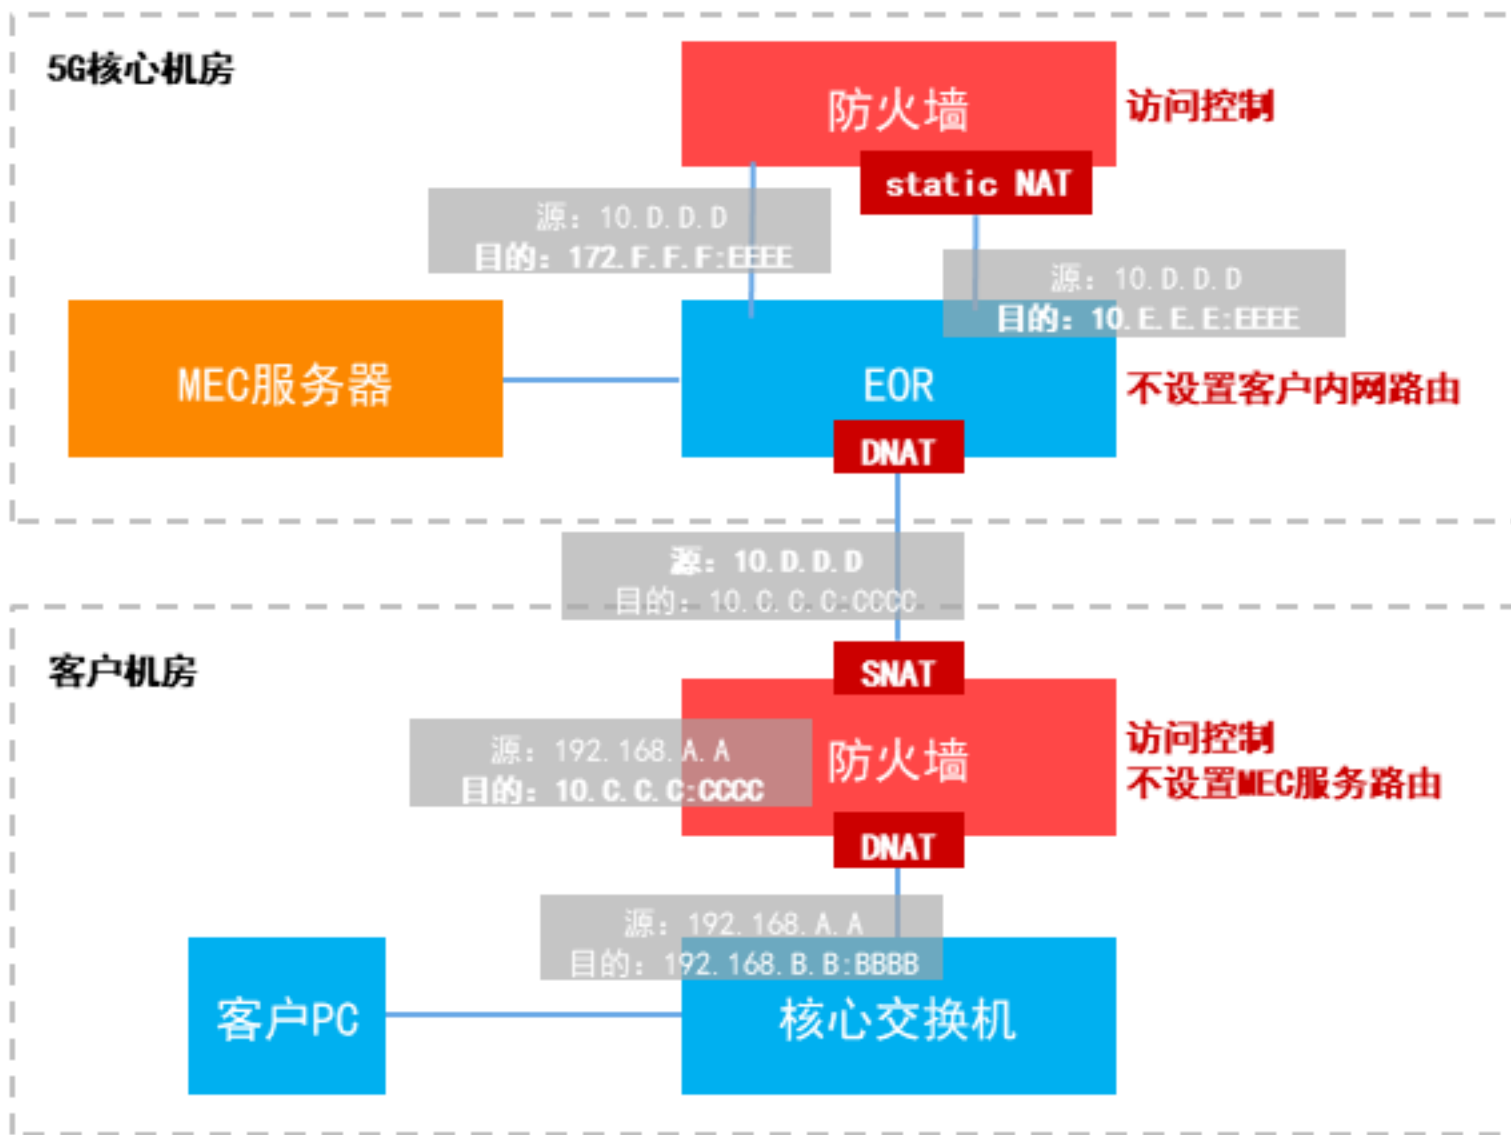 5G核心机房
防火墙
访问控制
static NAT
源：10.D.D.D
目的：172.F.F.F:EEEE
源：10.D.D.D
目的：10.E.E.E:EEEE
MEC服务器
EOR
不设置客户内网路由
DNAT
源：10.D.D.D
目的：10.C.C.C:CCCC
客户机房
SNAT
源：192.168.A.A
目的：10.C.C.C:CCCC
防火墙
访问控制
不设置MEC服务路由
DNAT
源：192.168.A.A
目的：192.168.B.B:BBBB
客户PC
核心交换机